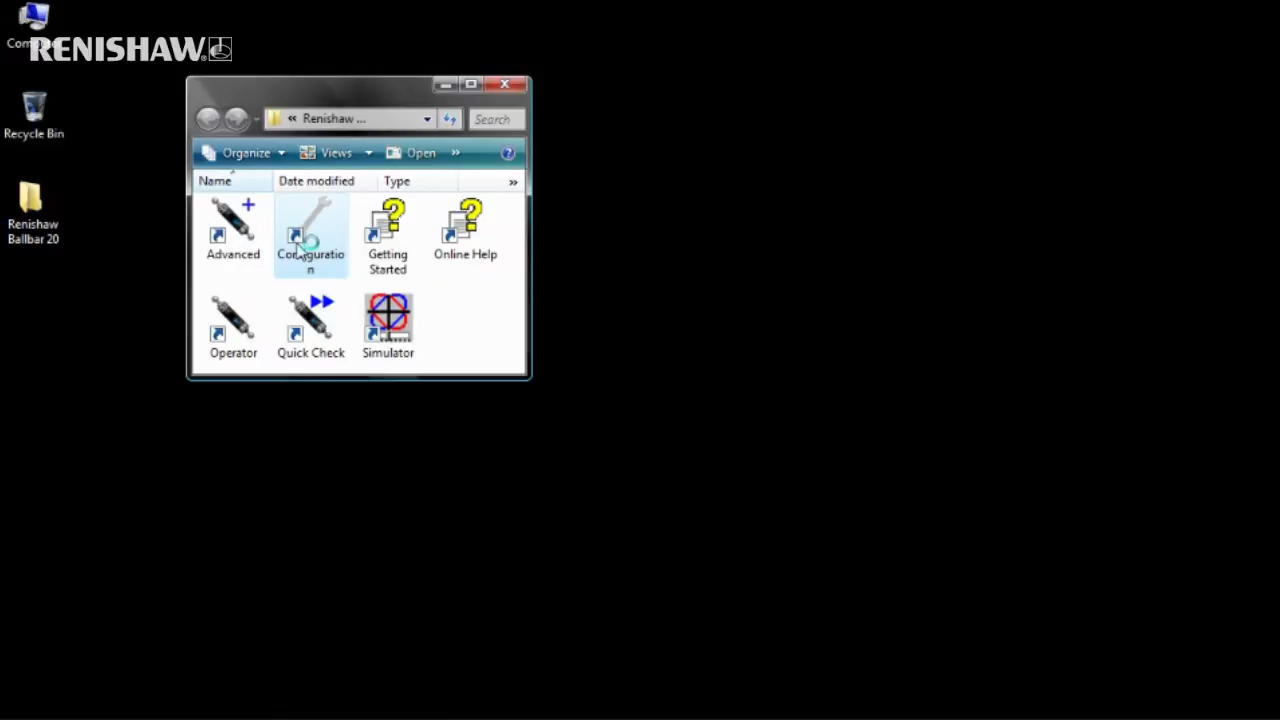 RENISHAW
Recycle Bin
Renishaw
Ballbar 20
« Renishaw ...
Search
Organize
Views
Open
»
Name
Date modified
Type
»
Advanced
Getting
Started
Online Help
Operator
Quick Check
Simulator